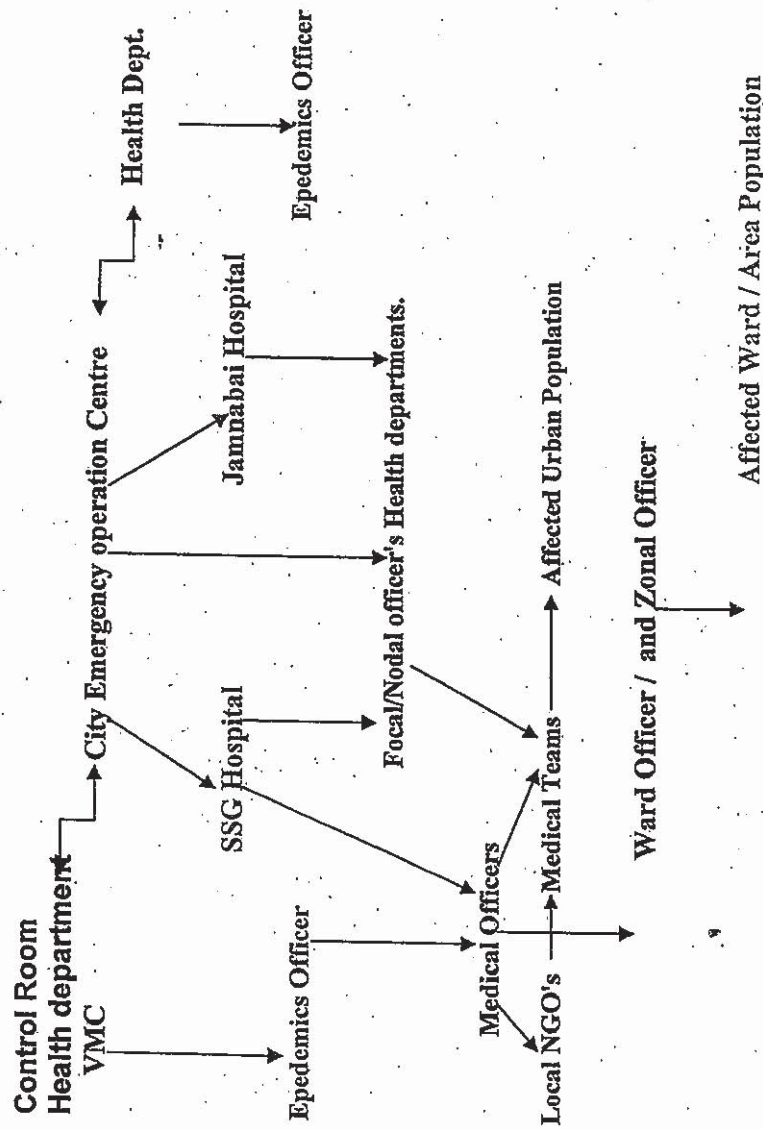 Control Room
Health department
VMC
City Emergency operation Centre
Health Dept.
Epedemics Officer
SSG Hospital
Jamnabai Hospital
Epedemics Officer
Focal/Nodal officer's Health departments.
Medical Officers
Local NGO's
Medical Teams
Affected Urban Population
Ward Officer / and Zonal Officer
Affected Ward / Area Population